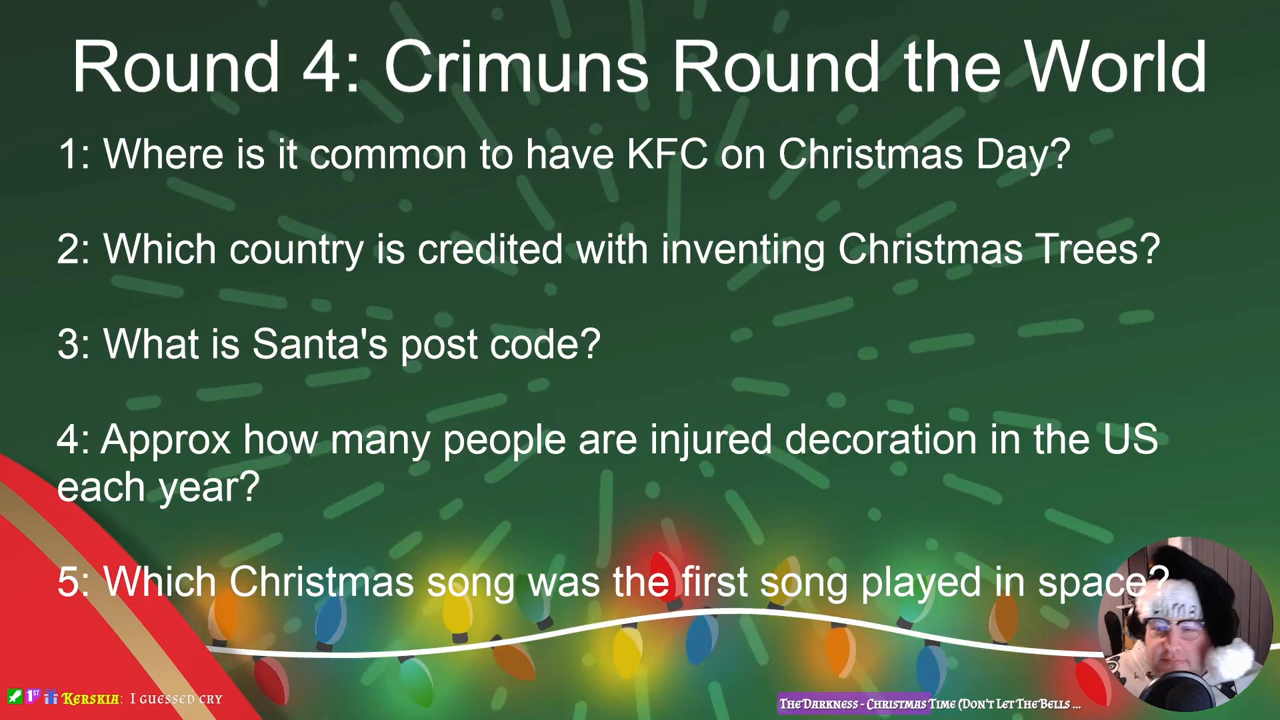 Round 4: Crimuns Round the World
1: Where is it common to have KFC on Christmas Day?
2: Which country is credited with inventing Christmas Trees?
3: What is Santa's post code?
4: Approx how many people are injured decoration in the US
each year?
5: Which Christmas song was the first song played in space?
1ST Kerskia: I guessed cry
The Darkness - Christmas Time (Don't Let The Bells ...